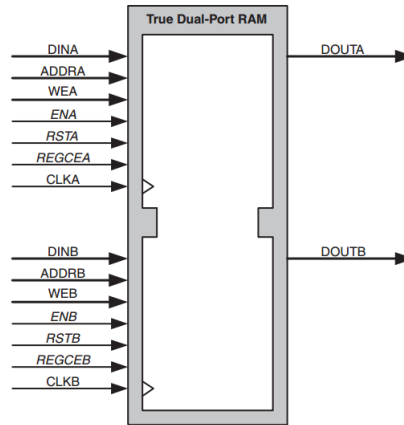 True Dual-Port RAM
DINA
DOUTA
ADDRA
WEA
ENA
RSTA
REGCEA
CLKA
DINB
DOUTB
ADDRB
WEB
ENB
RSTB
REGCEB
CLKB